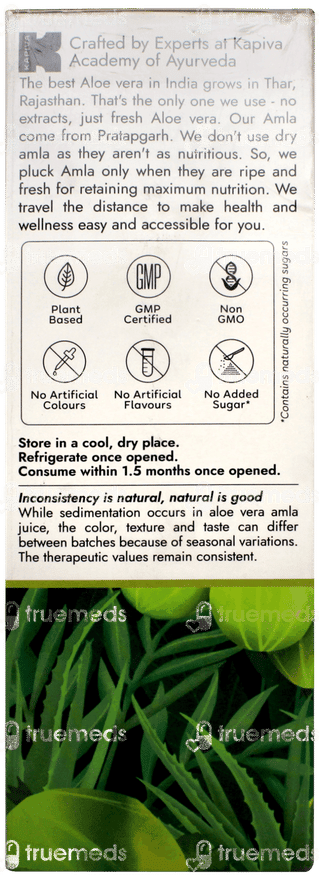 Crafted by Experts at Kapiva
Academy of Ayurveda
The best Aloe vera in India grows in Thar,
Rajasthan. That's the only one we use - no
extracts, just fresh Aloe vera. Our Amla
come from Pratapgarh. We don't use dry
amla as they aren't as nutritious. So, we
pluck Amla only when they are ripe and
fresh for retaining maximum nutrition. We
travel the distance to make health and
wellness easy and accessible for you.
GMP
Plant
Based
GMP
Certified
Non
GMO
No Artificial
Colours
No Artificial
Flavours
No Added
Sugar*
*Contains naturally occurring sugars
Store in a cool, dry place.
Refrigerate once opened.
Consume within 1.5 months once opened.
Inconsistency is natural, natural is good
While sedimentation occurs in aloe vera amla
juice, the color, texture and taste can differ
between batches because of seasonal variations.
The therapeutic values remain consistent.
truemeds
truemeds
truemeds
truemeds
truemeds
truemeds